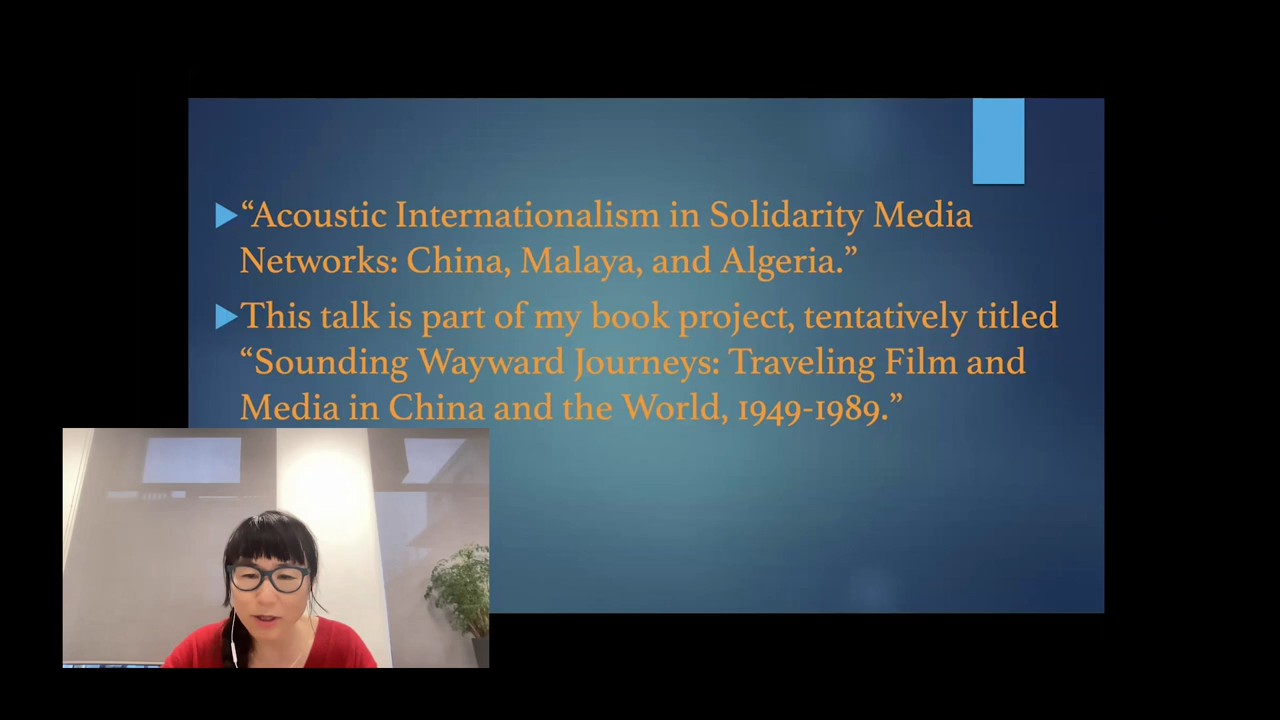 “Acoustic Internationalism in Solidarity Media
Networks: China, Malaya, and Algeria.”
This talk is part of my book project, tentatively titled
“Sounding Wayward Journeys: Traveling Film and
Media in China and the World, 1949-1989.”